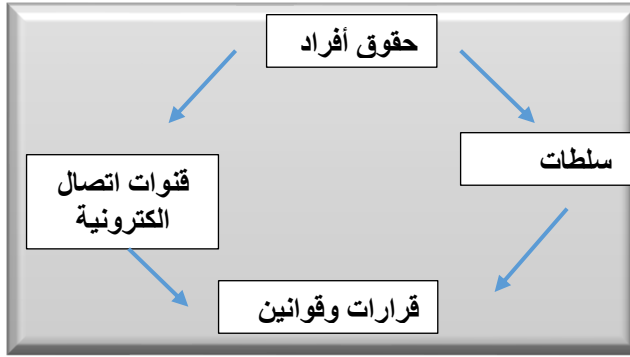 حقوق أفراد
سلطات
قنوات اتصال
الكترونية
قرارات وقوانين